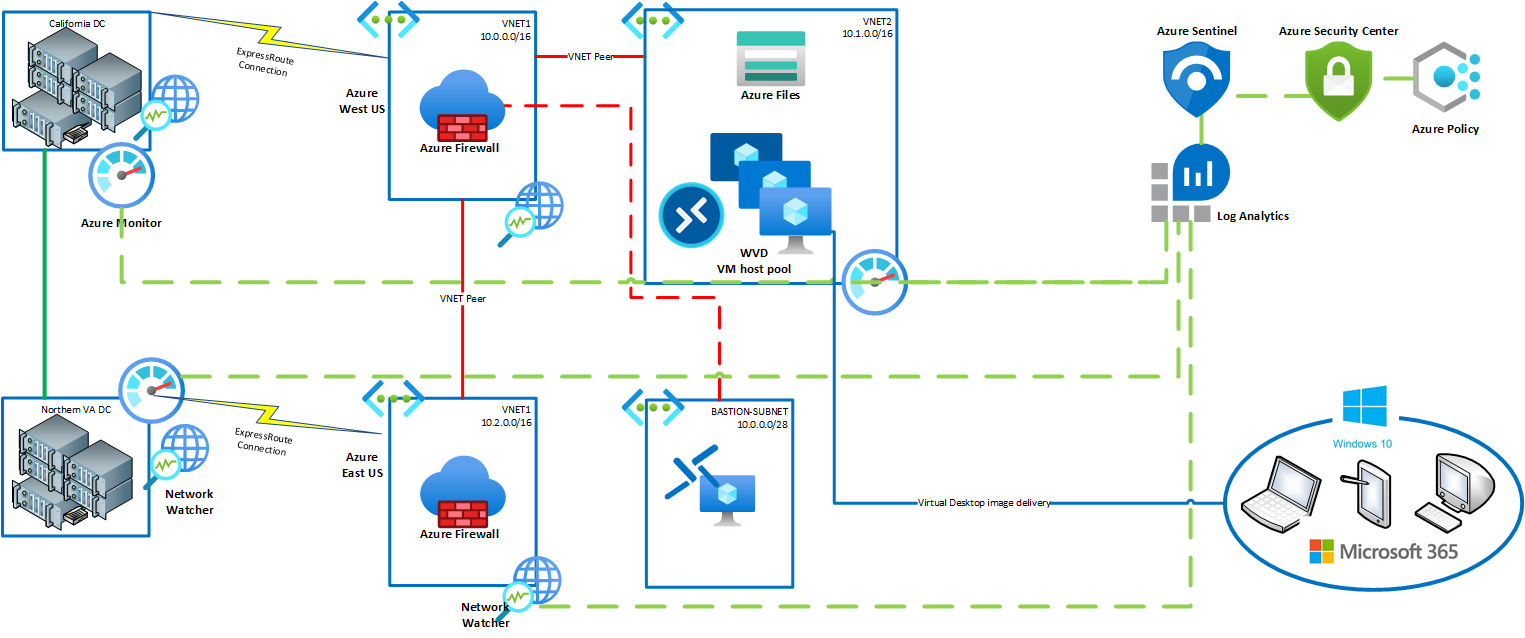 California DC
ExpressRoute
Connection
Azure Monitor
VNET1
10.0.0.0/16
Azure
West US
Azure Firewall
VNET Peer
VNET2
10.1.0.0/16
Azure Files
WVD
VM host pool
Azure Sentinel
Azure Security Center
Azure Policy
Log Analytics
VNET Peer
Northern VA DC
ExpressRoute
Connection
Network
Watcher
VNET1
10.2.0.0/16
Azure
East US
Azure Firewall
Network
Watcher
BASTION-SUBNET
10.0.0.0/28
Virtual Desktop image delivery
Windows 10
Microsoft 365